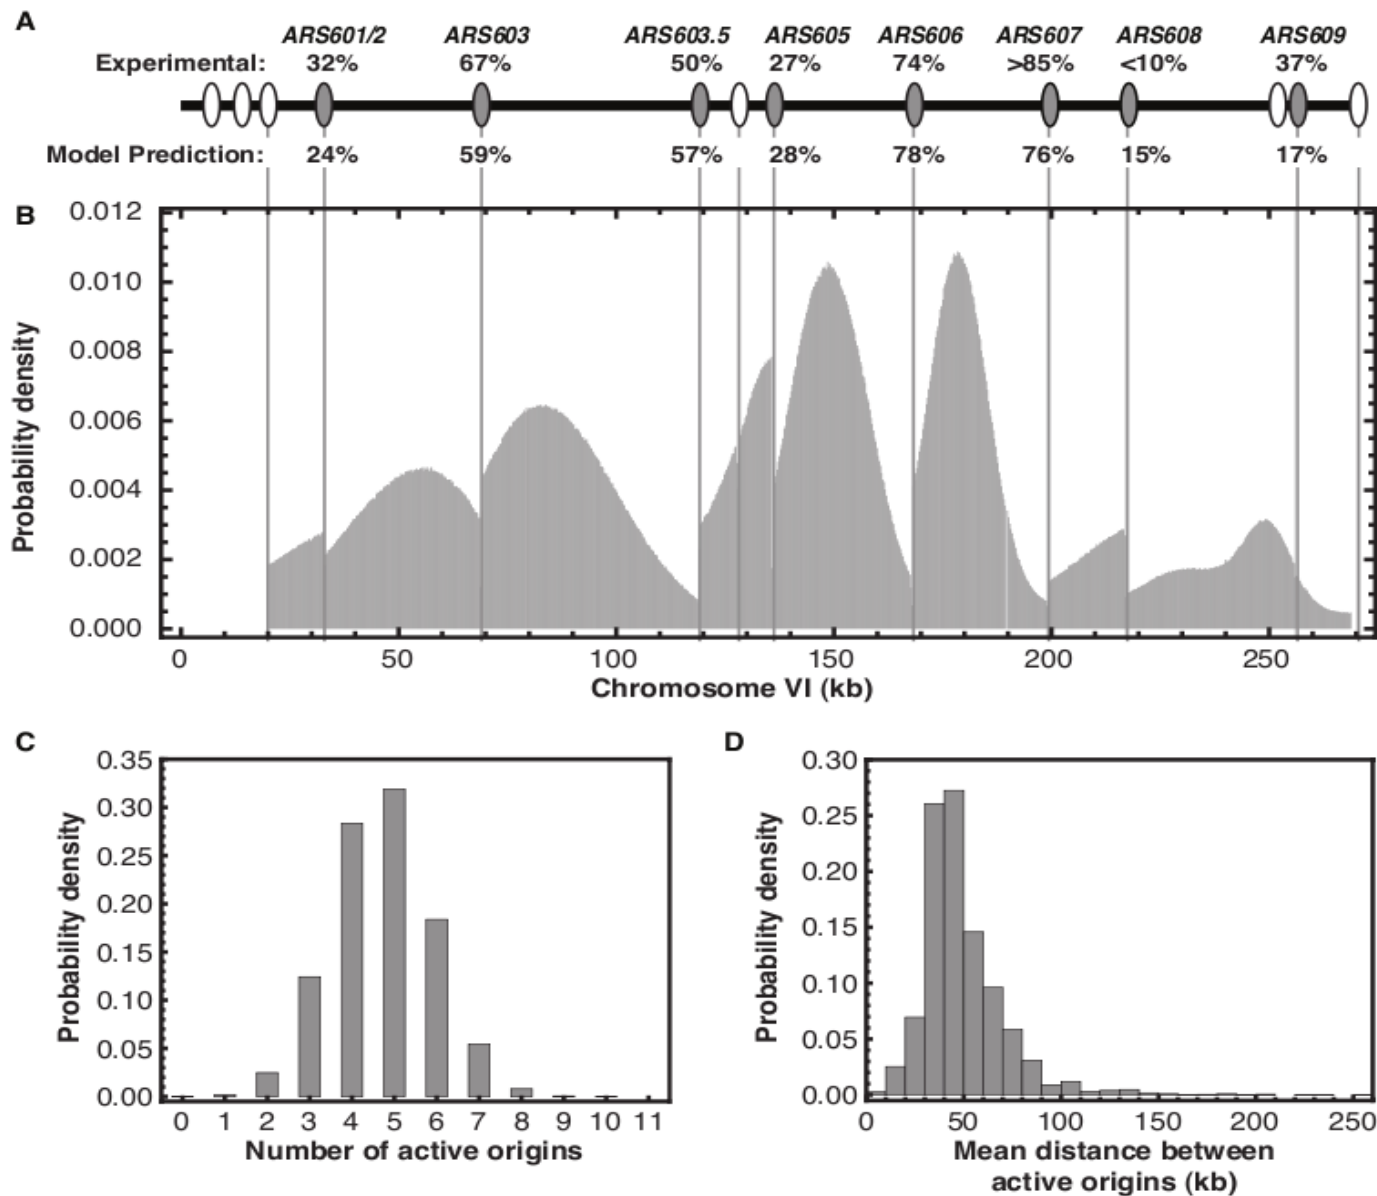 A
ARS601/2 ARS603 ARS603.5 ARS605 ARS606 ARS607 ARS608 ARS609
Experimental: 32% 67% 50% 27% 74% >85% <10% 37%
Model Prediction: 24% 59% 57% 28% 78% 76% 15% 17%
B
0.012
0.010
0.008
0.006
0.004
0.002
0.000
Probability density
0 50 100 150 200 250
Chromosome VI (kb)
C
0.35
0.30
0.25
0.20
0.15
0.10
0.05
0.00
Probability density
0 1 2 3 4 5 6 7 8 9 10 11
Number of active origins
D
0.30
0.25
0.20
0.15
0.10
0.05
0.00
Probability density
0 50 100 150 200 250
Mean distance between
active origins (kb)